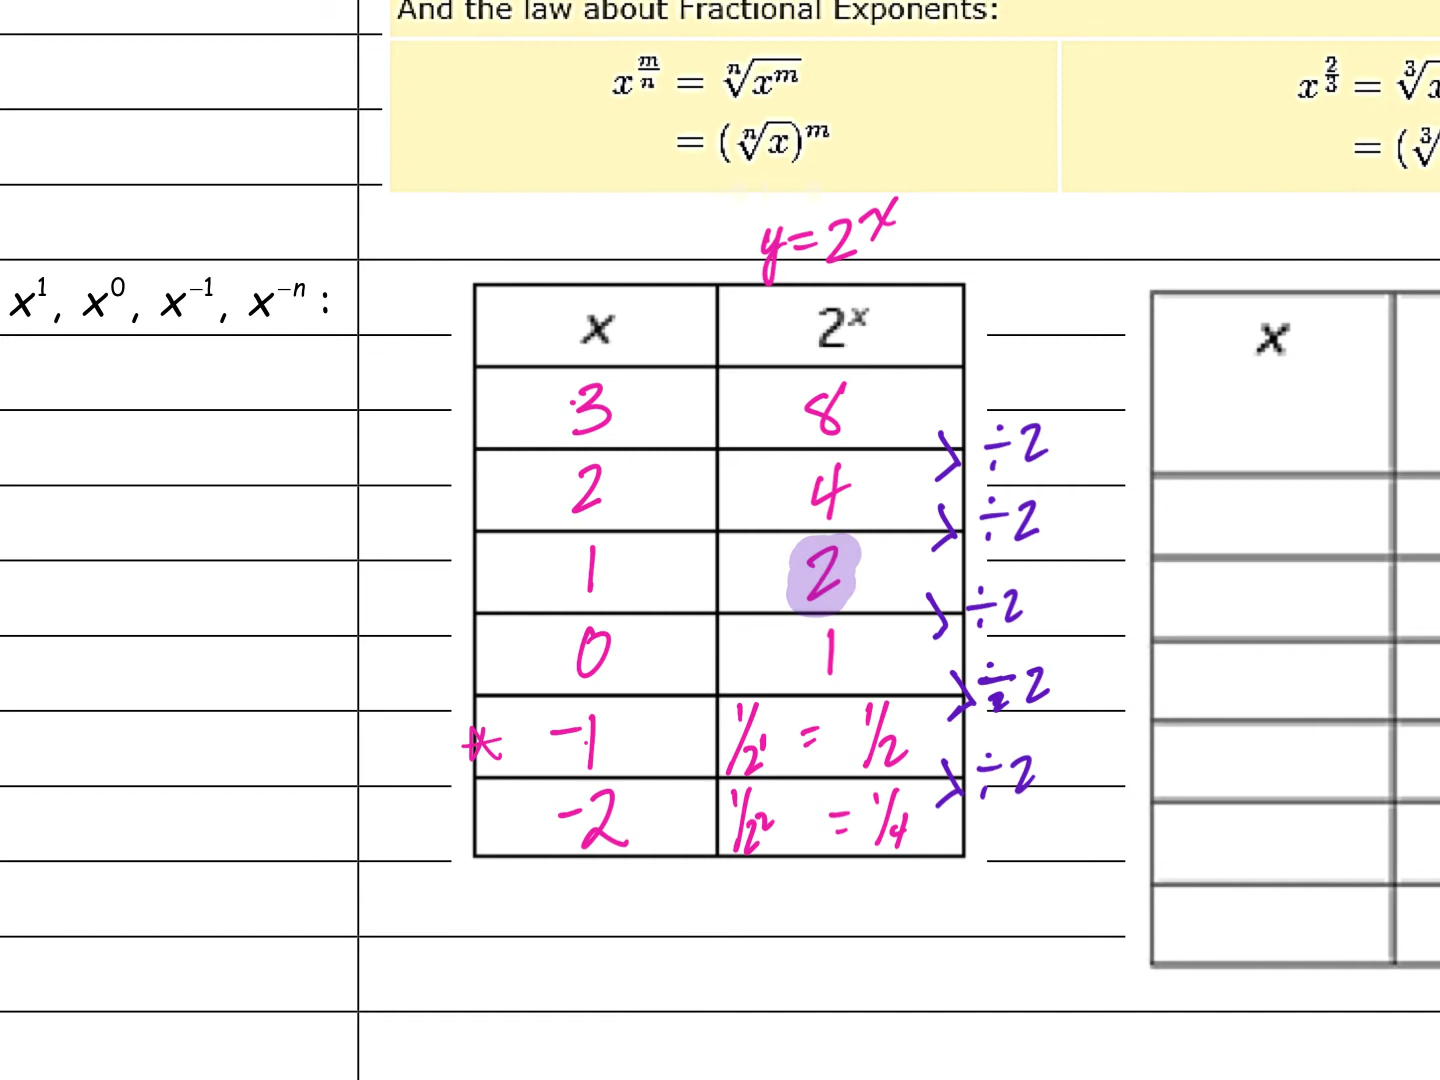 And the law about Fractional Exponents:
x^(m/n) = ⁿ√(x^m)
= (ⁿ√x)^m
x^(2/3) = ³√x
= (³√
y = 2^x
x^1, x^0, x^-1, x^-n :
x 2^x
3 8
÷2
2 4
÷2
1 2
÷2
0 1
÷2
* -1 1/2^1 = 1/2
÷2
-2 1/2^2 = 1/4
x